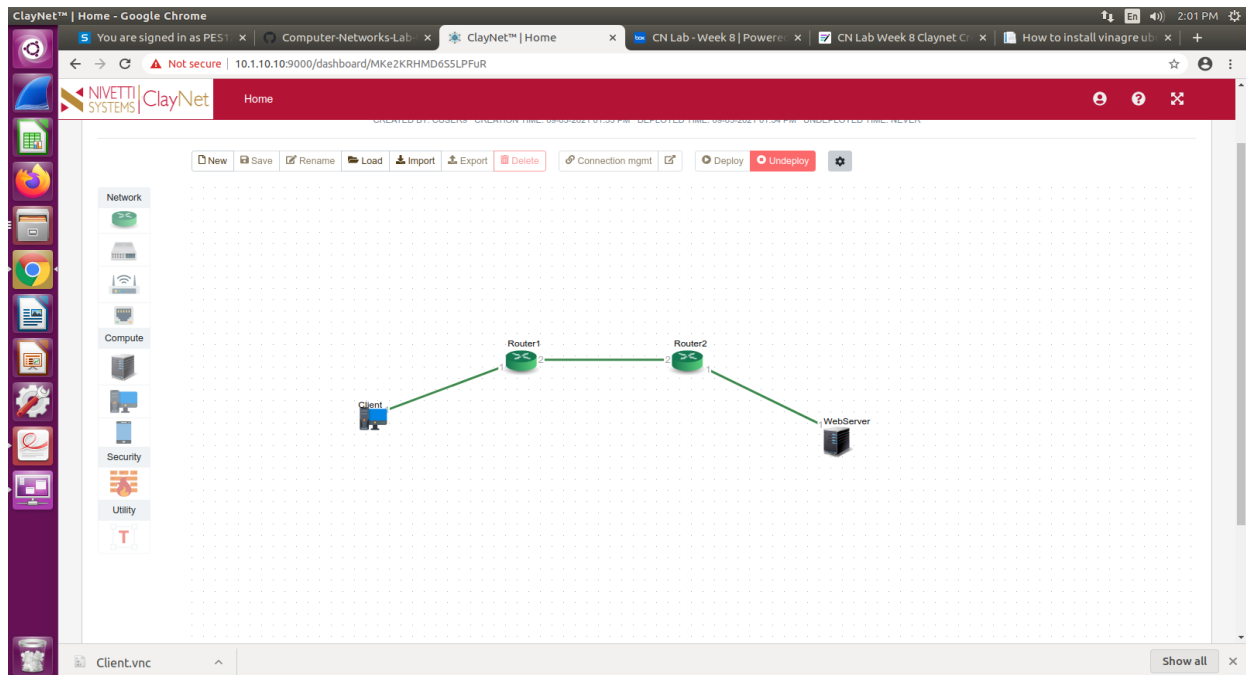 ClayNet™ | Home - Google Chrome
En
2:01 PM
S You are signed in as PES1
Computer-Networks-Lab-
ClayNet™ | Home
box CN Lab - Week 8 | Powere
CN Lab Week 8 Claynet Cr
How to install vinagre ub
Not secure | 10.1.10.10:9000/dashboard/MKe2KRHMD6S5LPFuR
NIVETTI
SYSTEMS
ClayNet
Home
New
Save
Rename
Load
Import
Export
Delete
Connection mgmt
Deploy
Undeploy
Network
Compute
Security
Utility
T
Router1
1
2
Router2
2
1
Client
WebServer
1
Client.vnc
Show all